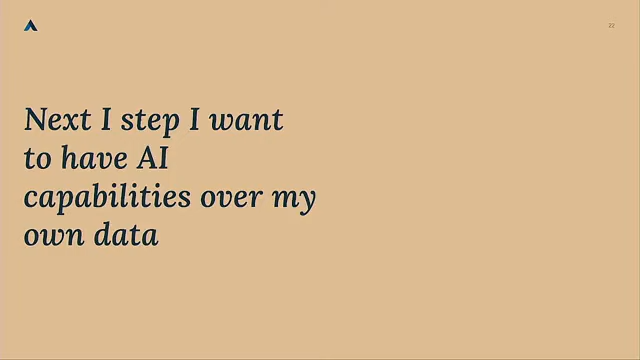 22
Next I step I want
to have AI
capabilities over my
own data